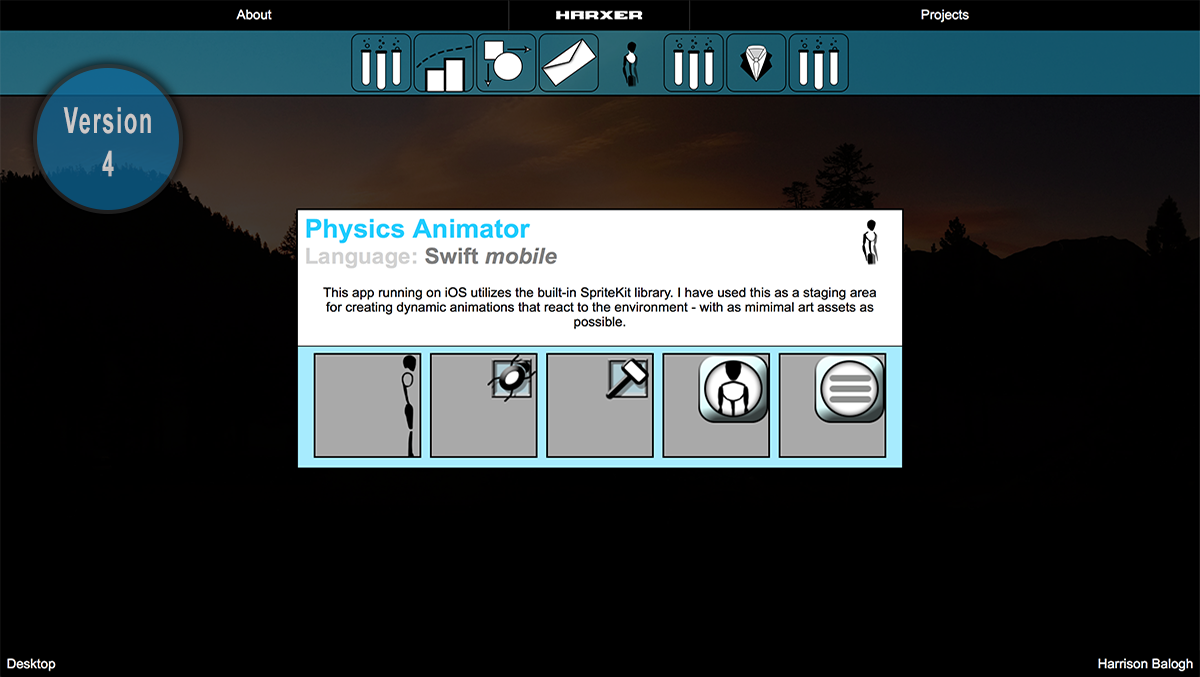 About
HARXER
Projects
Version
4
Physics Animator
Language: Swift mobile
This app running on iOS utilizes the built-in SpriteKit library. I have used this as a staging area
for creating dynamic animations that react to the environment - with as mimimal art assets as
possible.
Desktop
Harrison Balogh